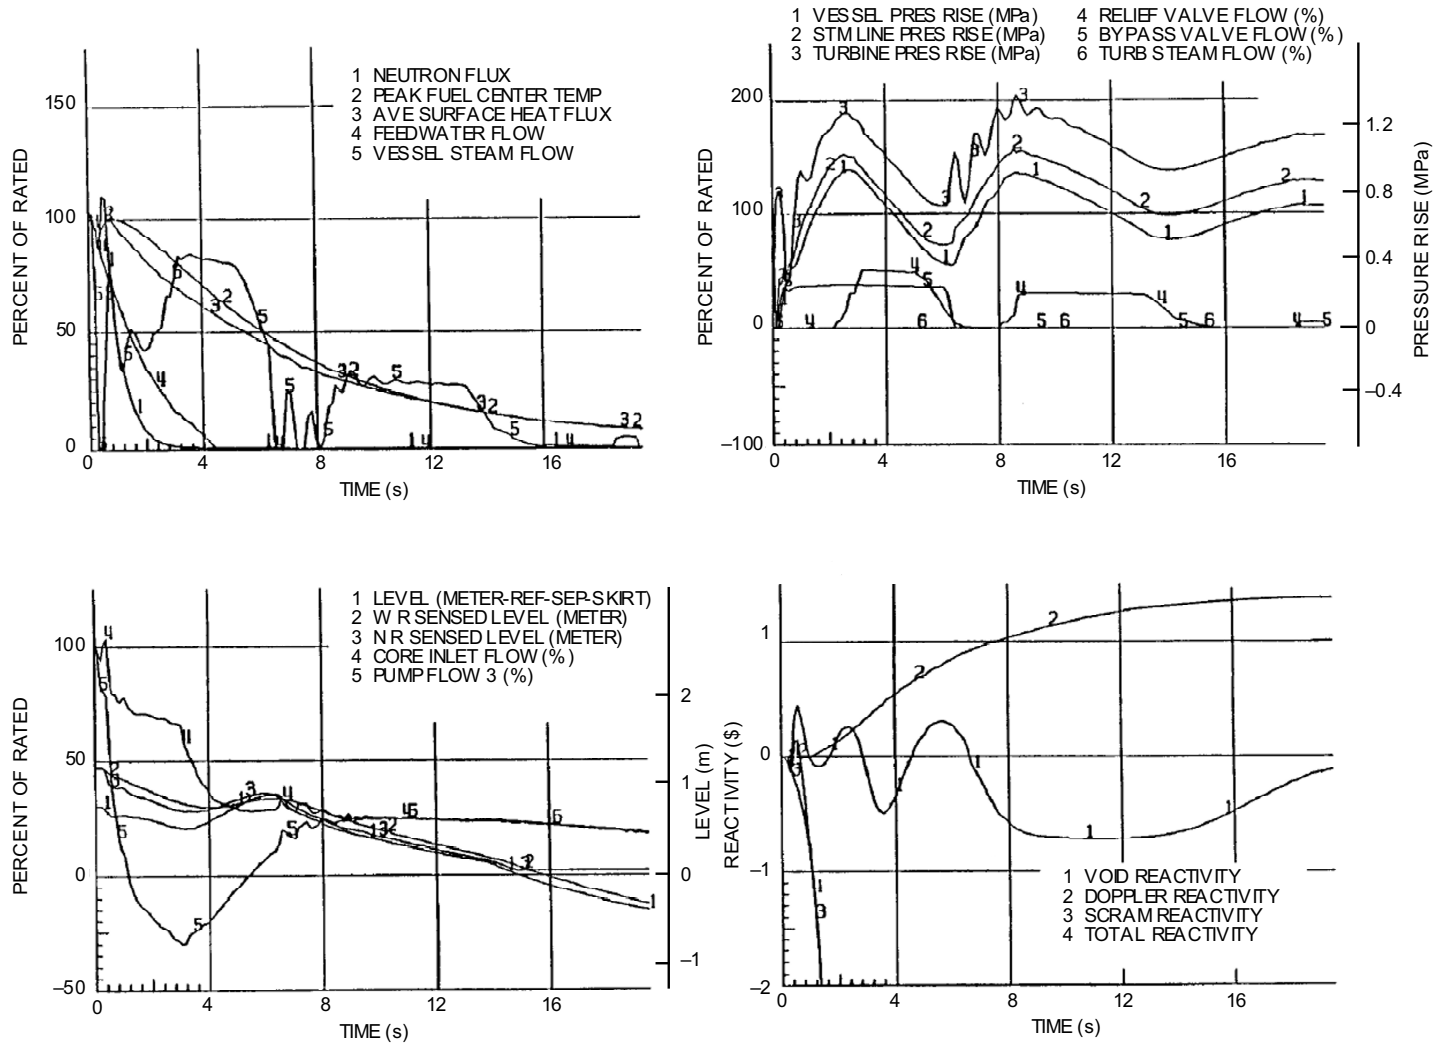 1 NEUTRON FLUX
2 PEAK FUEL CENTER TEMP
3 AVE SURFACE HEAT FLUX
4 FEEDWATER FLOW
5 VESSEL STEAM FLOW
PERCENT OF RATED
150
100
50
0
0 4 8 12 16
TIME (s)
1 VESSEL PRES RISE (MPa)
2 STM LINE PRES RISE (MPa)
3 TURBINE PRES RISE (MPa)
4 RELIEF VALVE FLOW (%)
5 BYPASS VALVE FLOW (%)
6 TURB STEAM FLOW (%)
PERCENT OF RATED
200
100
0
–100
0 4 8 12 16
TIME (s)
1.2
0.8
0.4
0
–0.4
PRESSURE RISE (MPa)
1 LEVEL (METER-REF-SEP-SKIRT)
2 W R SENSED LEVEL (METER)
3 N R SENSED LEVEL (METER)
4 CORE INLET FLOW (%)
5 PUMP FLOW 3 (%)
PERCENT OF RATED
100
50
0
–50
0 4 8 12 16
TIME (s)
2
1
0
–1
LEVEL (m)
REACTIVITY ($)
1
0
–1
–2
0 4 8 12 16
TIME (s)
1 VOID REACTIVITY
2 DOPPLER REACTIVITY
3 SCRAM REACTIVITY
4 TOTAL REACTIVITY